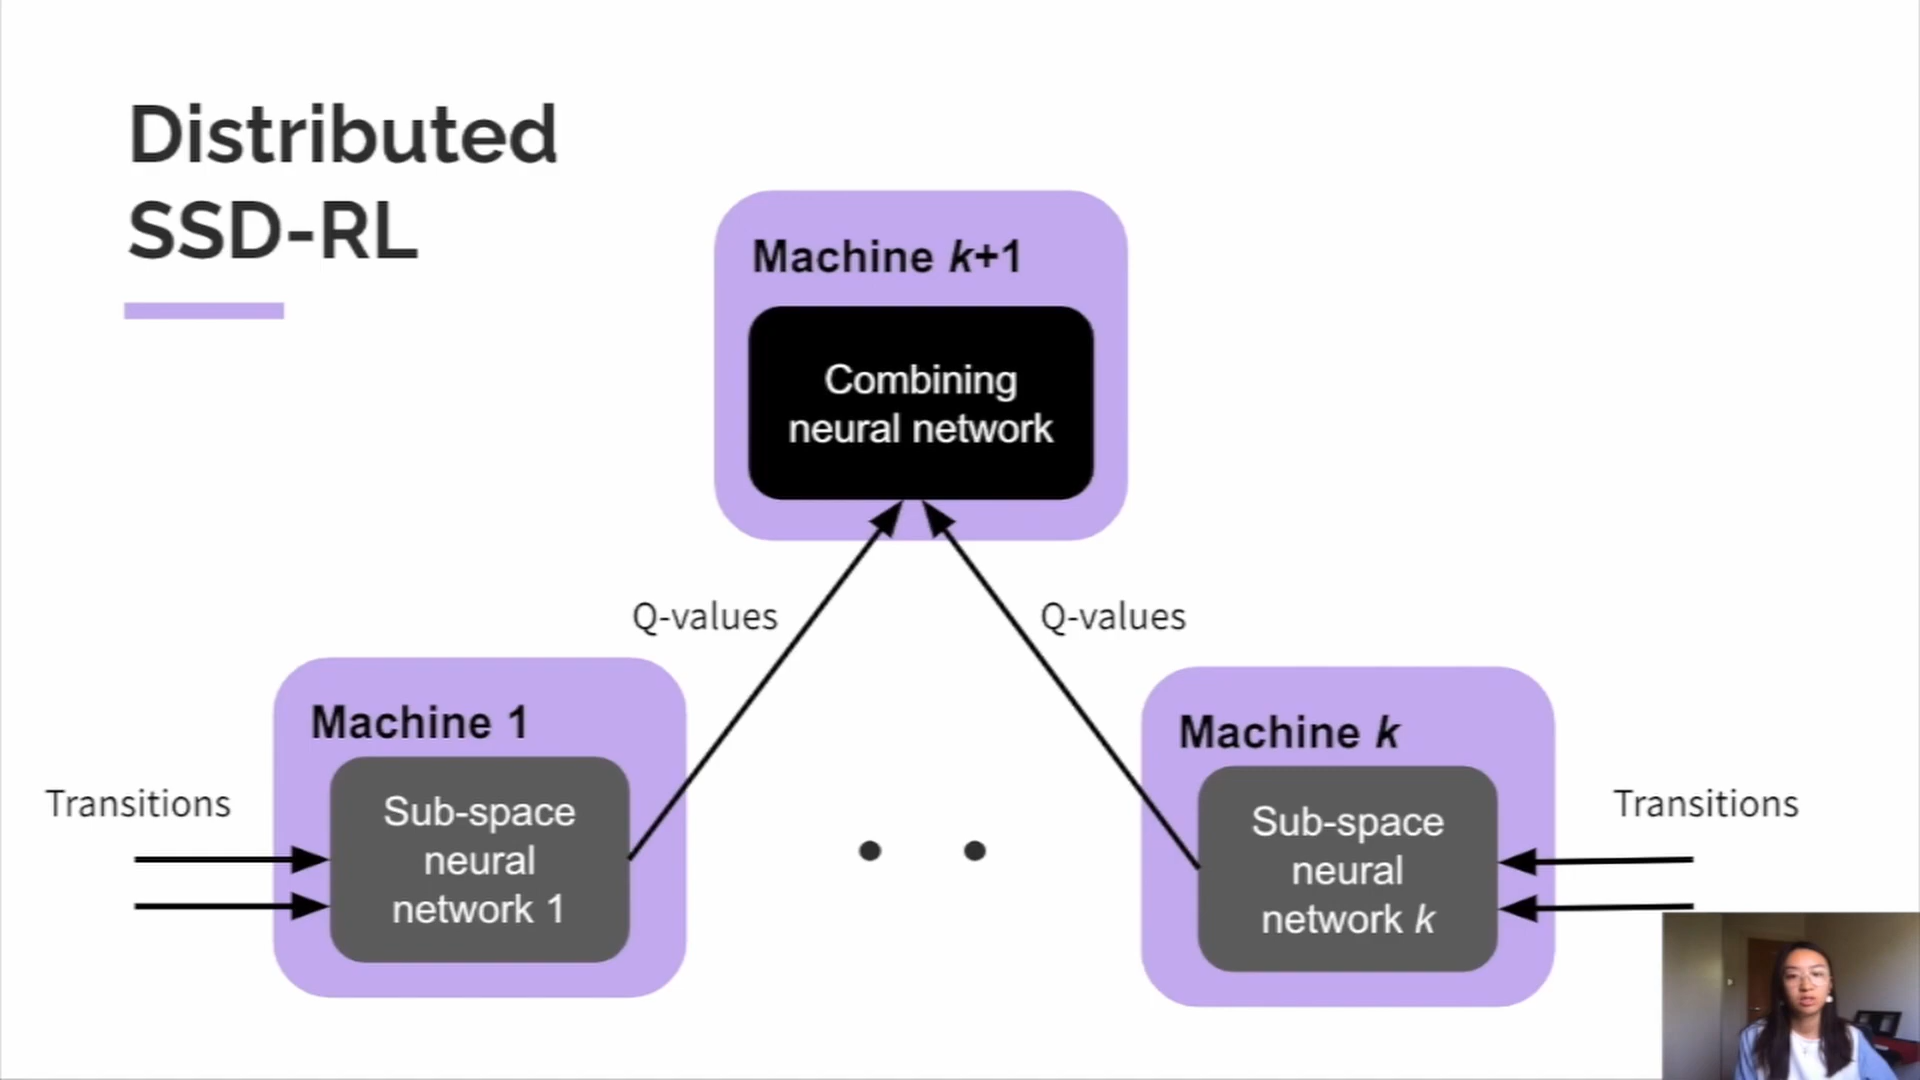 Distributed
SSD-RL
Machine k+1
Combining
neural network
Q-values
Q-values
Machine 1
Sub-space
neural
network 1
Transitions
Machine k
Sub-space
neural
network k
Transitions